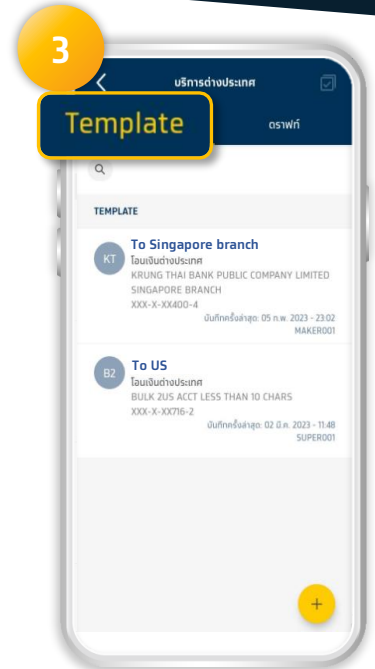 3
บริการต่างประเทศ
Template
ดราฟท์
TEMPLATE
KT
To Singapore branch
โอนเงินต่างประเทศ
KRUNG THAI BANK PUBLIC COMPANY LIMITED
SINGAPORE BRANCH
XXX-X-XX400-4
บันทึกครั้งล่าสุด: 05 ก.พ. 2023 - 23:02
MAKER001
B2
To US
โอนเงินต่างประเทศ
BULK 2US ACCT LESS THAN 10 CHARS
XXX-X-XX716-2
บันทึกครั้งล่าสุด: 02 มี.ค. 2023 - 11:48
SUPER001
+